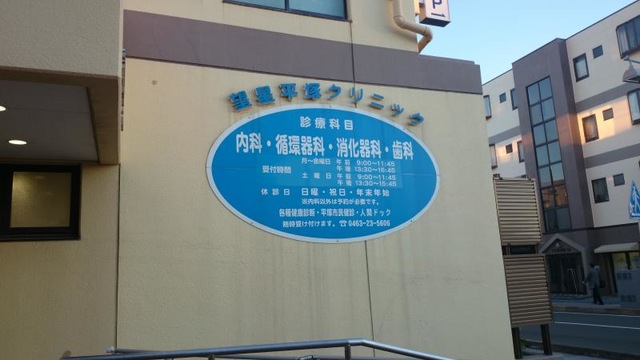 P
望星平塚クリニック
診療科目
内科・循環器科・消化器科・歯科
受付時間
月~金曜日 午前 9:00~11:45
午後 13:30~16:45
土曜日 午前 9:00~11:45
午後 13:30~15:45
休診日 日曜・祝日・年末年始
※内科以外は予約が必要です。
各種健康診断・平塚市民健診・人間ドック
随時受け付けます。☎0463-23-5606